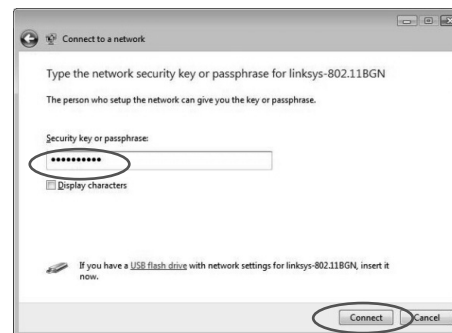 Connect to a network
Type the network security key or passphrase for linksys-802.11BGN
The person who setup the network can give you the key or passphrase.
Security key or passphrase:
••••••••••
Display characters
If you have a USB flash drive with network settings for linksys-802.11BGN, insert it
now.
Connect Cancel